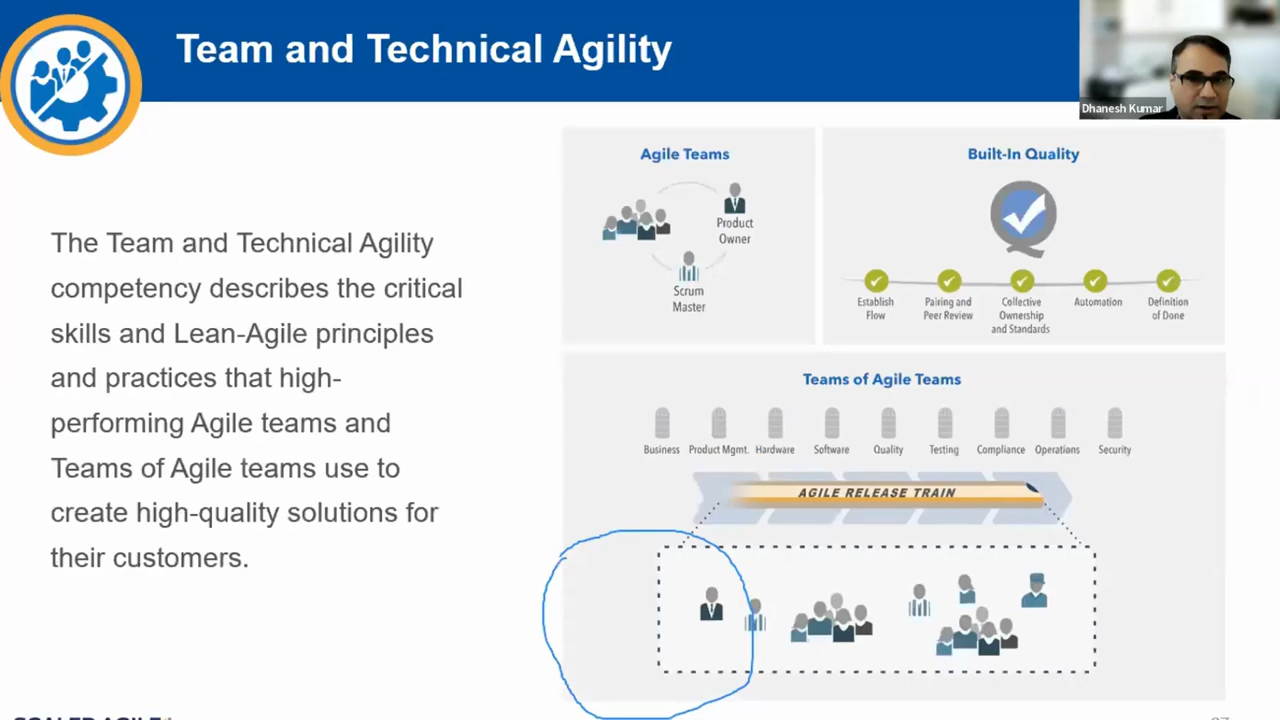 Team and Technical Agility
Dhanesh Kumar
The Team and Technical Agility
competency describes the critical
skills and Lean-Agile principles
and practices that high-
performing Agile teams and
Teams of Agile teams use to
create high-quality solutions for
their customers.
Agile Teams
Product
Owner
Scrum
Master
Built-In Quality
Establish
Flow
Pairing and
Peer Review
Collective
Ownership
and Standards
Automation
Definition
of Done
Teams of Agile Teams
Business
Product Mgmt.
Hardware
Software
Quality
Testing
Compliance
Operations
Security
AGILE RELEASE TRAIN
SCALED AGILE